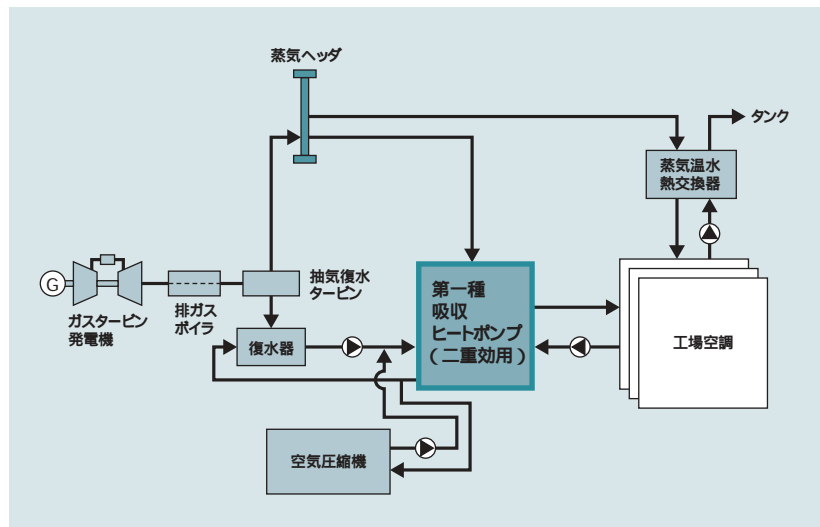 蒸気ヘッダ
タンク
蒸気温水
熱交換器
G
ガスタービン
発電機
排ガス
ボイラ
抽気復水
タービン
復水器
第一種
吸収
ヒートポンプ
（二重効用）
工場空調
空気圧縮機